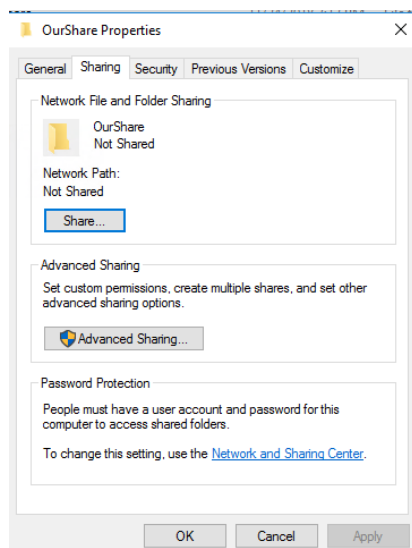 OurShare Properties
General Sharing Security Previous Versions Customize
Network File and Folder Sharing
OurShare
Not Shared
Network Path:
Not Shared
Share...
Advanced Sharing
Set custom permissions, create multiple shares, and set other
advanced sharing options.
Advanced Sharing...
Password Protection
People must have a user account and password for this
computer to access shared folders.
To change this setting, use the Network and Sharing Center.
OK Cancel Apply